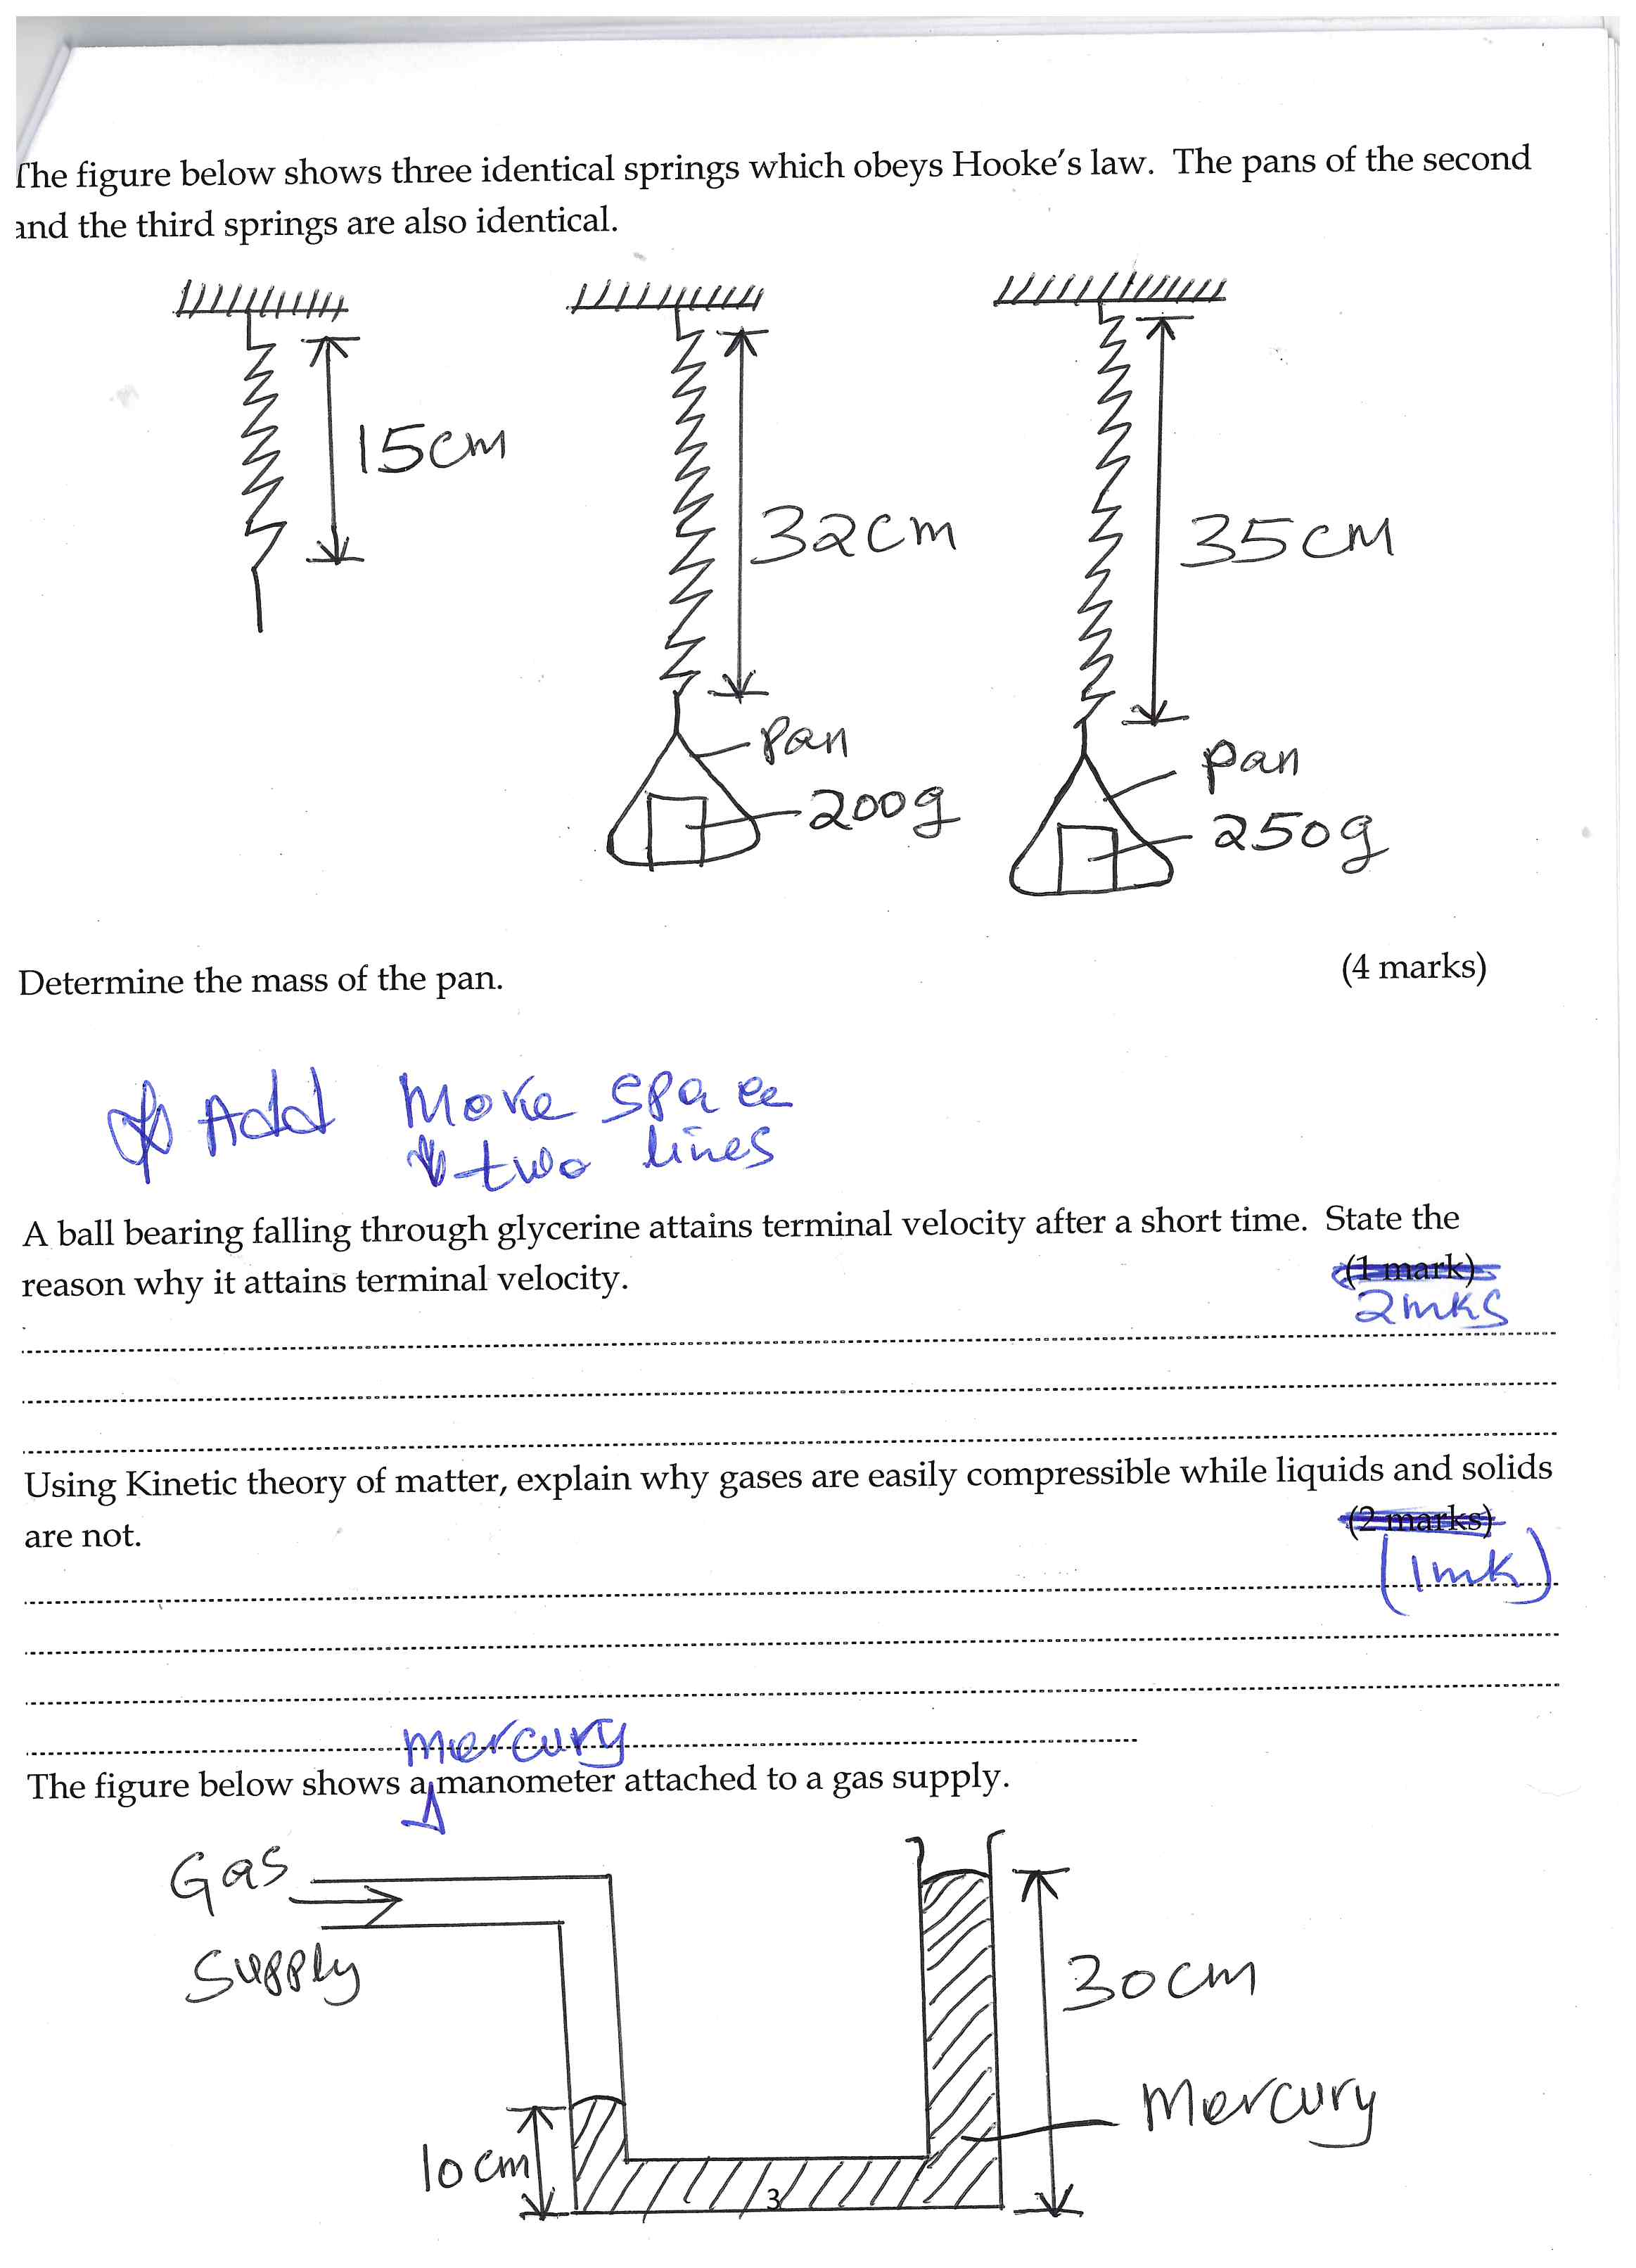 The figure below shows three identical springs which obeys Hooke's law. The pans of the second
and the third springs are also identical.
15cm
32cm
35cm
Pan
200g
Pan
250g
Determine the mass of the pan. (4 marks)
Add More space
two lines
A ball bearing falling through glycerine attains terminal velocity after a short time. State the
reason why it attains terminal velocity. (1 mark)
2mks
Using Kinetic theory of matter, explain why gases are easily compressible while liquids and solids
are not. (2 marks)
(1mk)
mercury
The figure below shows a manometer attached to a gas supply.
Gas
Supply
30cm
Mercury
10cm
3